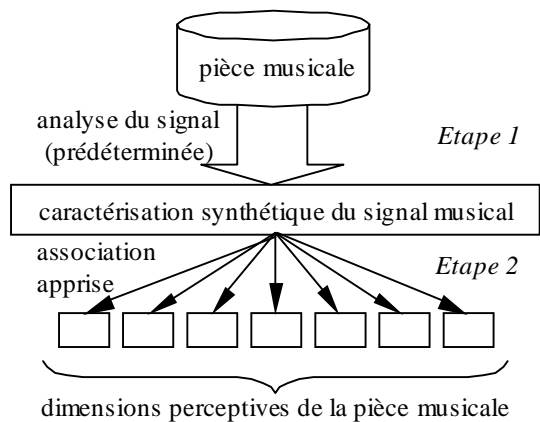 pièce musicale
analyse du signal
(prédéterminée)
Etape 1
caractérisation synthétique du signal musical
association
apprise
Etape 2
dimensions perceptives de la pièce musicale